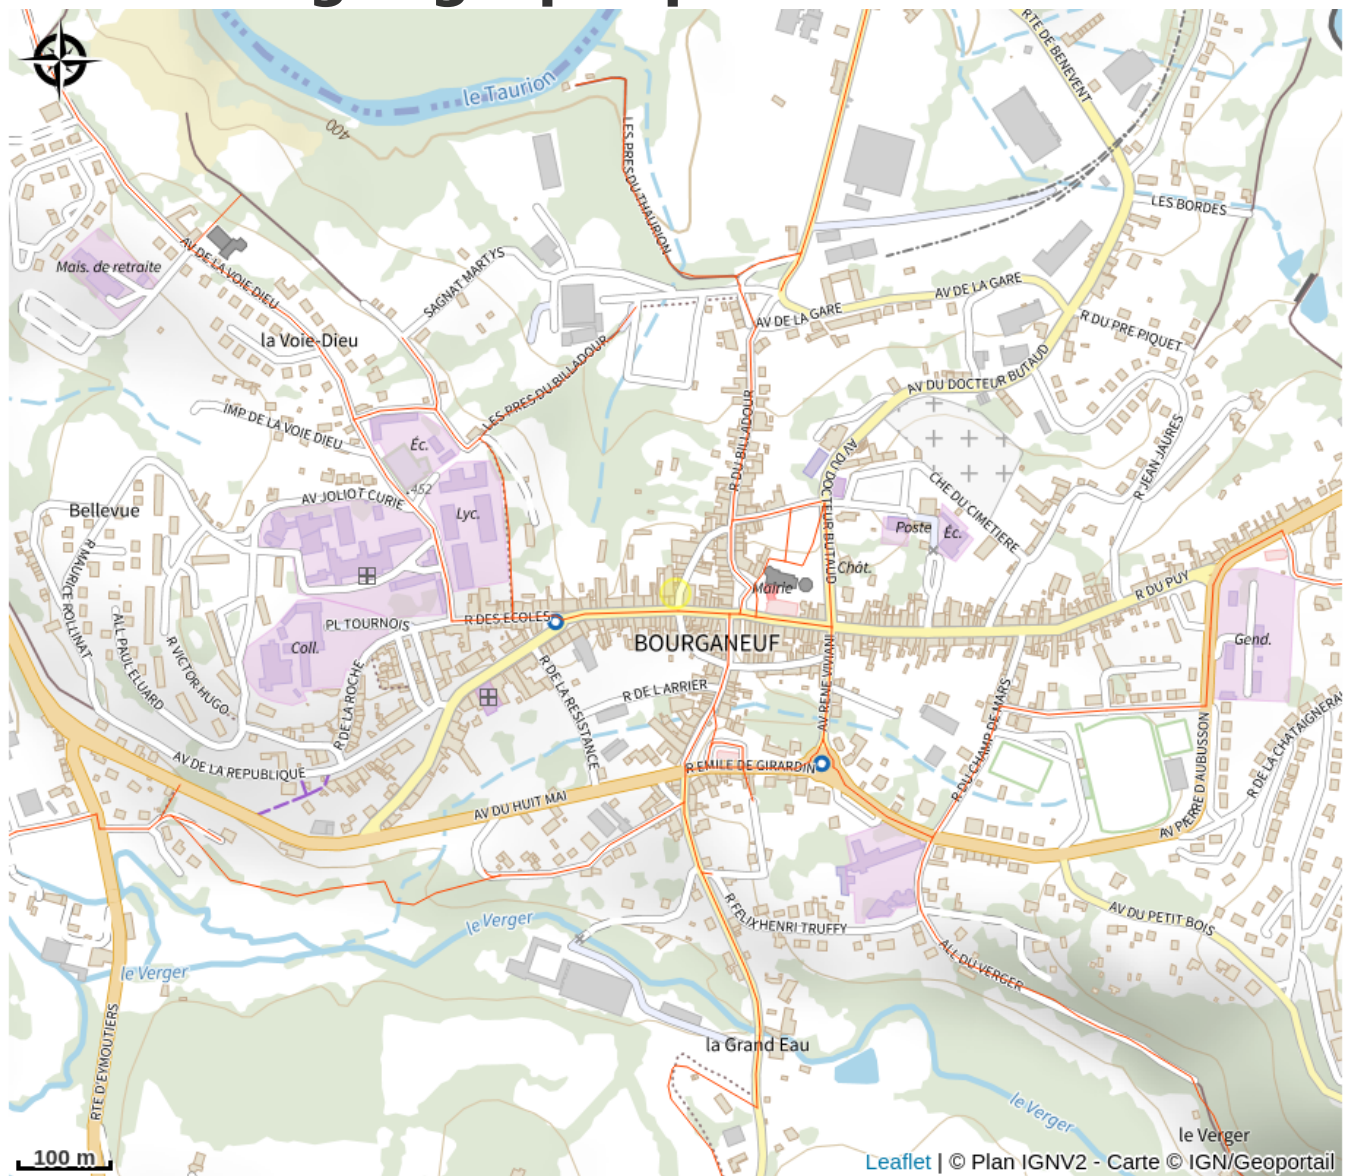 le Taurion
400
RTE DE BENEVENT
LES PRES DU THAURION
LES BORDES
Mais. de retraite
AV DE LA VOIE DIEU
SAGNAT MARTYS
la Voie-Dieu
AV DE LA GARE
AV DE LA GARE
R DU PRE PIQUET
LES PRES DU BILLADOUR
AV DU DOCTEUR BUTAUD
IMP DE LA VOIE DIEU
R DU BILLADOUR
Éc.
452
AV DU DOCTEUR BUTAUD
R JEAN JAURES
CHE DU CIMETIERE
AV JOLIOT CURIE
Bellevue
Lyc.
Poste
Éc.
Chât.
Mairie
R DU PUY
R MAURICE ROLLINAT
ALL PAUL ELUARD
R VICTOR HUGO
PL TOURNOIS
R DES ECOLES
BOURGANEUF
Coll.
Gend.
R DE LA ROCHE
R DE LA RESISTANCE
R DE L ARRIER
AV RENE VIVIANI
R DU CHAMP DE MARS
AV PIERRE D'AUBUSSON
R DE LA CHATAIGNERAI
AV DE LA REPUBLIQUE
R EMILE DE GIRARDIN
AV DU HUIT MAI
R FELIX HENRI TRUFFY
AV DU PETIT BOIS
le Verger
le Verger
ALL DU VERGER
RTE D'EYMOUTIERS
la Grand Eau
le Verger
le Verger
100 m
Leaflet | © Plan IGNV2 - Carte © IGN/Geoportail